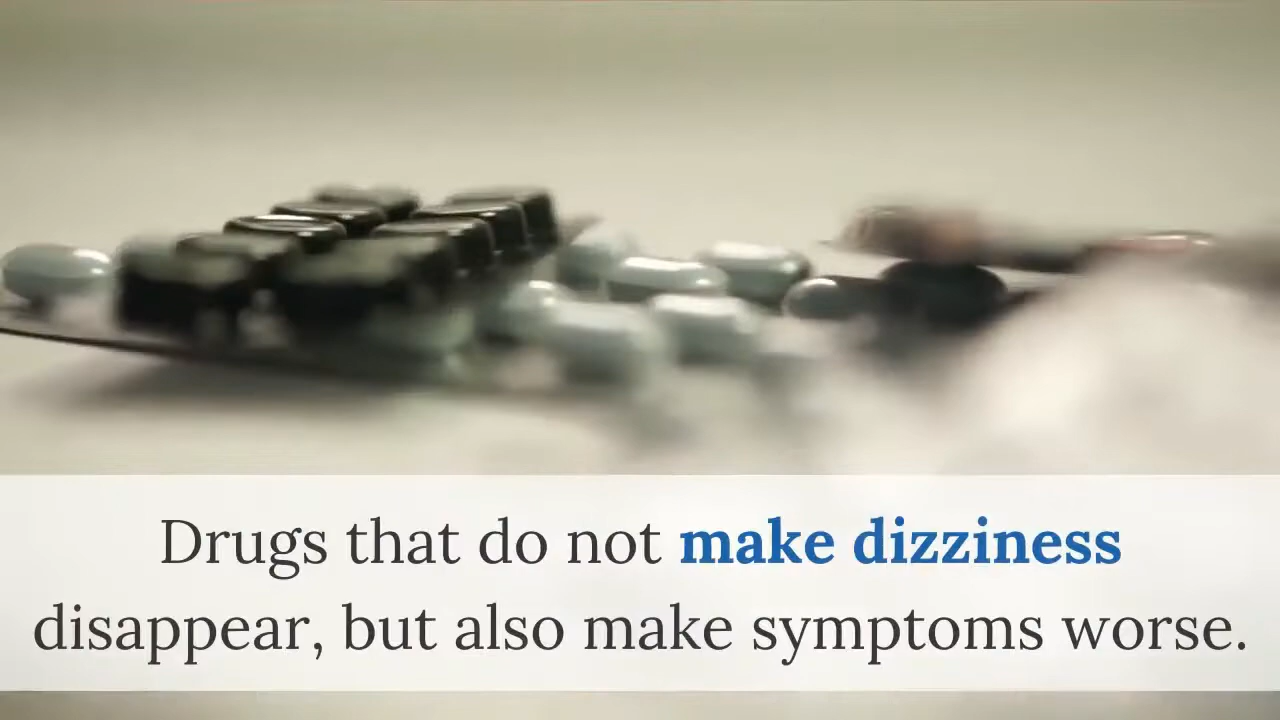 Drugs that do not make dizziness
disappear, but also make symptoms worse.